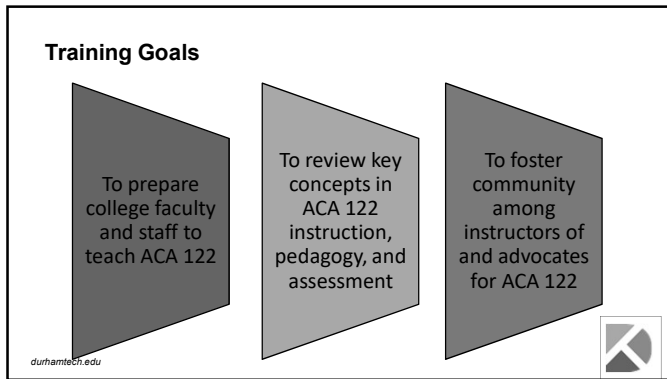 Training Goals
To prepare
college faculty
and staff to
teach ACA 122
To review key
concepts in
ACA 122
instruction,
pedagogy, and
assessment
To foster
community
among
instructors of
and advocates
for ACA 122
durhamtech.edu